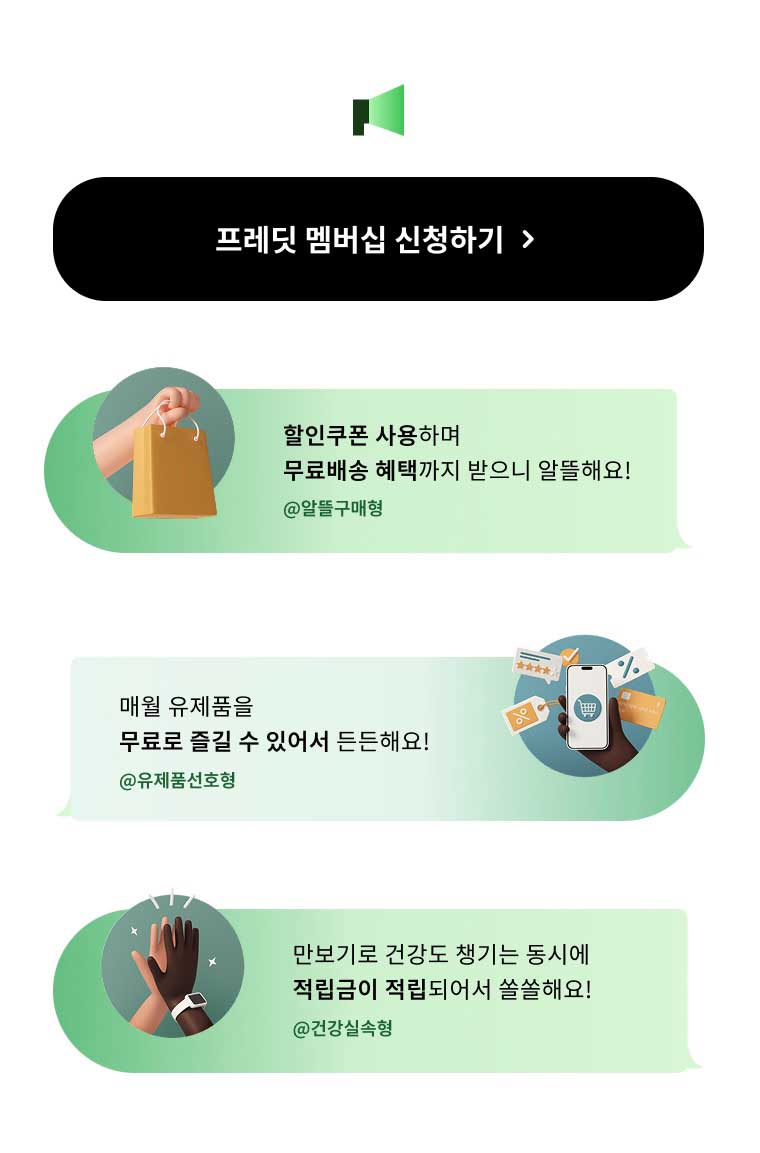 프레딧 멤버십 신청하기
할인쿠폰 사용하며
무료배송 혜택까지 받으니 알뜰해요!
@알뜰구매형
매월 유제품을
무료로 즐길 수 있어서 든든해요!
@유제품선호형
만보기로 건강도 챙기는 동시에
적립금이 적립되어서 쏠쏠해요!
@건강실속형